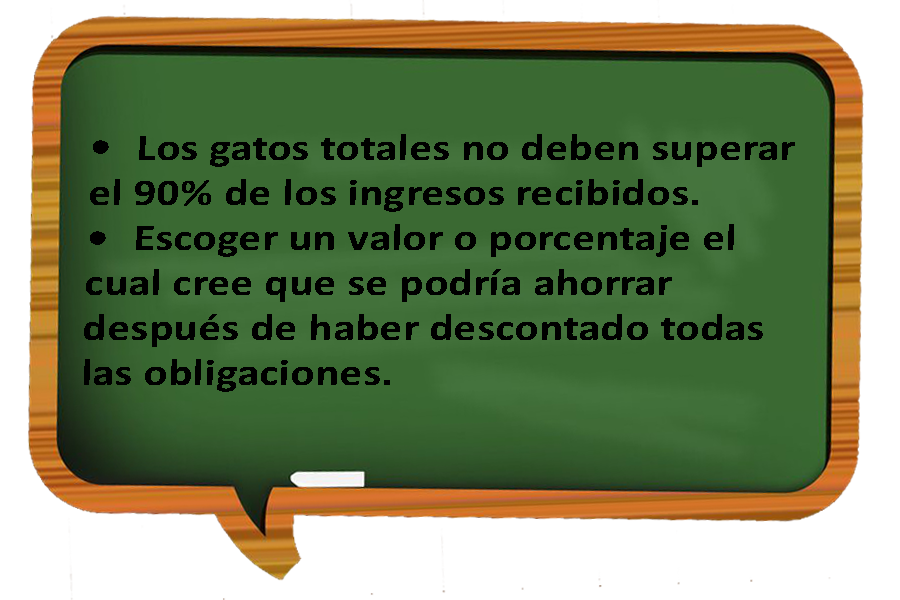 • Los gatos totales no deben superar
el 90% de los ingresos recibidos.
• Escoger un valor o porcentaje el
cual cree que se podría ahorrar
después de haber descontado todas
las obligaciones.